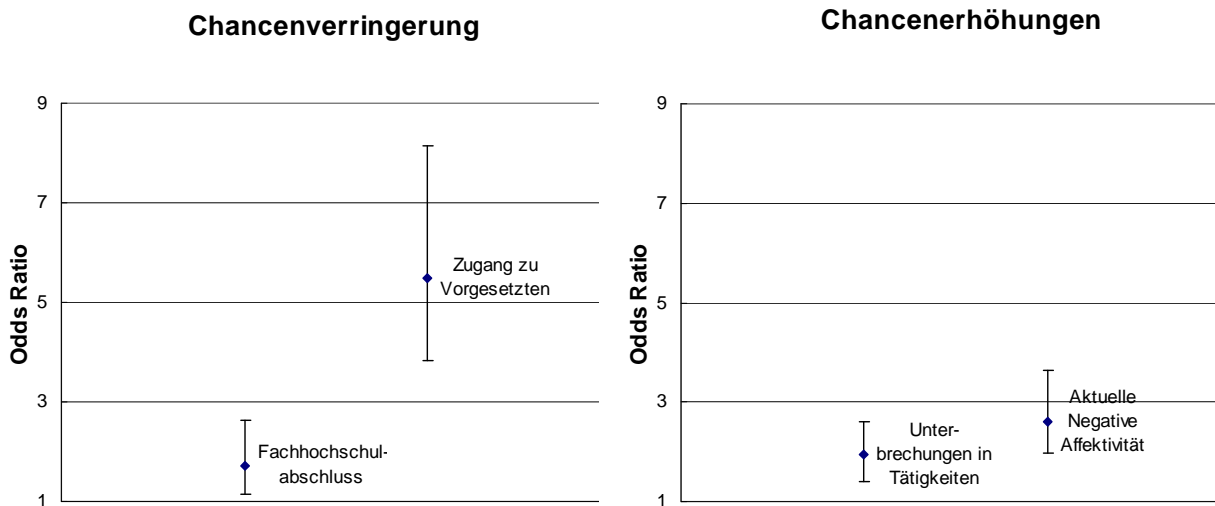 Chancenverringerung
9
7
5
3
1
Odds Ratio
Zugang zu
Vorgesetzten
Fachhochschul-
abschluss
Chancenerhöhungen
9
7
5
3
1
Odds Ratio
Aktuelle
Negative
Affektivität
Unter-
brechungen in
Tätigkeiten